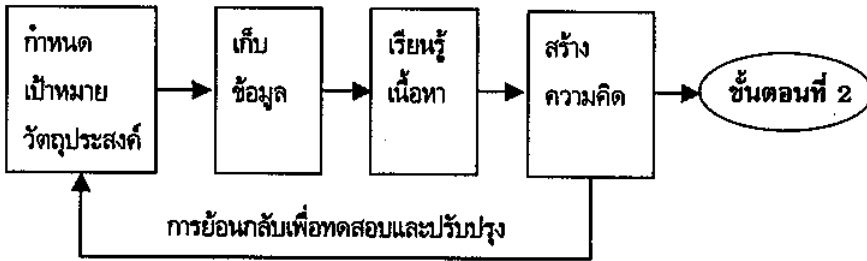 กำหนด
เป้าหมาย
วัตถุประสงค์
เก็บ
ข้อมูล
เรียนรู้
เนื้อหา
สร้าง
ความคิด
ขั้นตอนที่ 2
การย้อนกลับเพื่อทดสอบและปรับปรุง